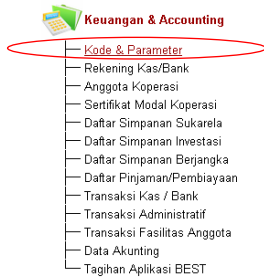 Keuangan & Accounting
Kode & Parameter
Rekening Kas/Bank
Anggota Koperasi
Sertifikat Modal Koperasi
Daftar Simpanan Sukarela
Daftar Simpanan Investasi
Daftar Simpanan Berjangka
Daftar Pinjaman/Pembiayaan
Transaksi Kas / Bank
Transaksi Administratif
Transaksi Fasilitas Anggota
Data Akunting
Tagihan Aplikasi BEST